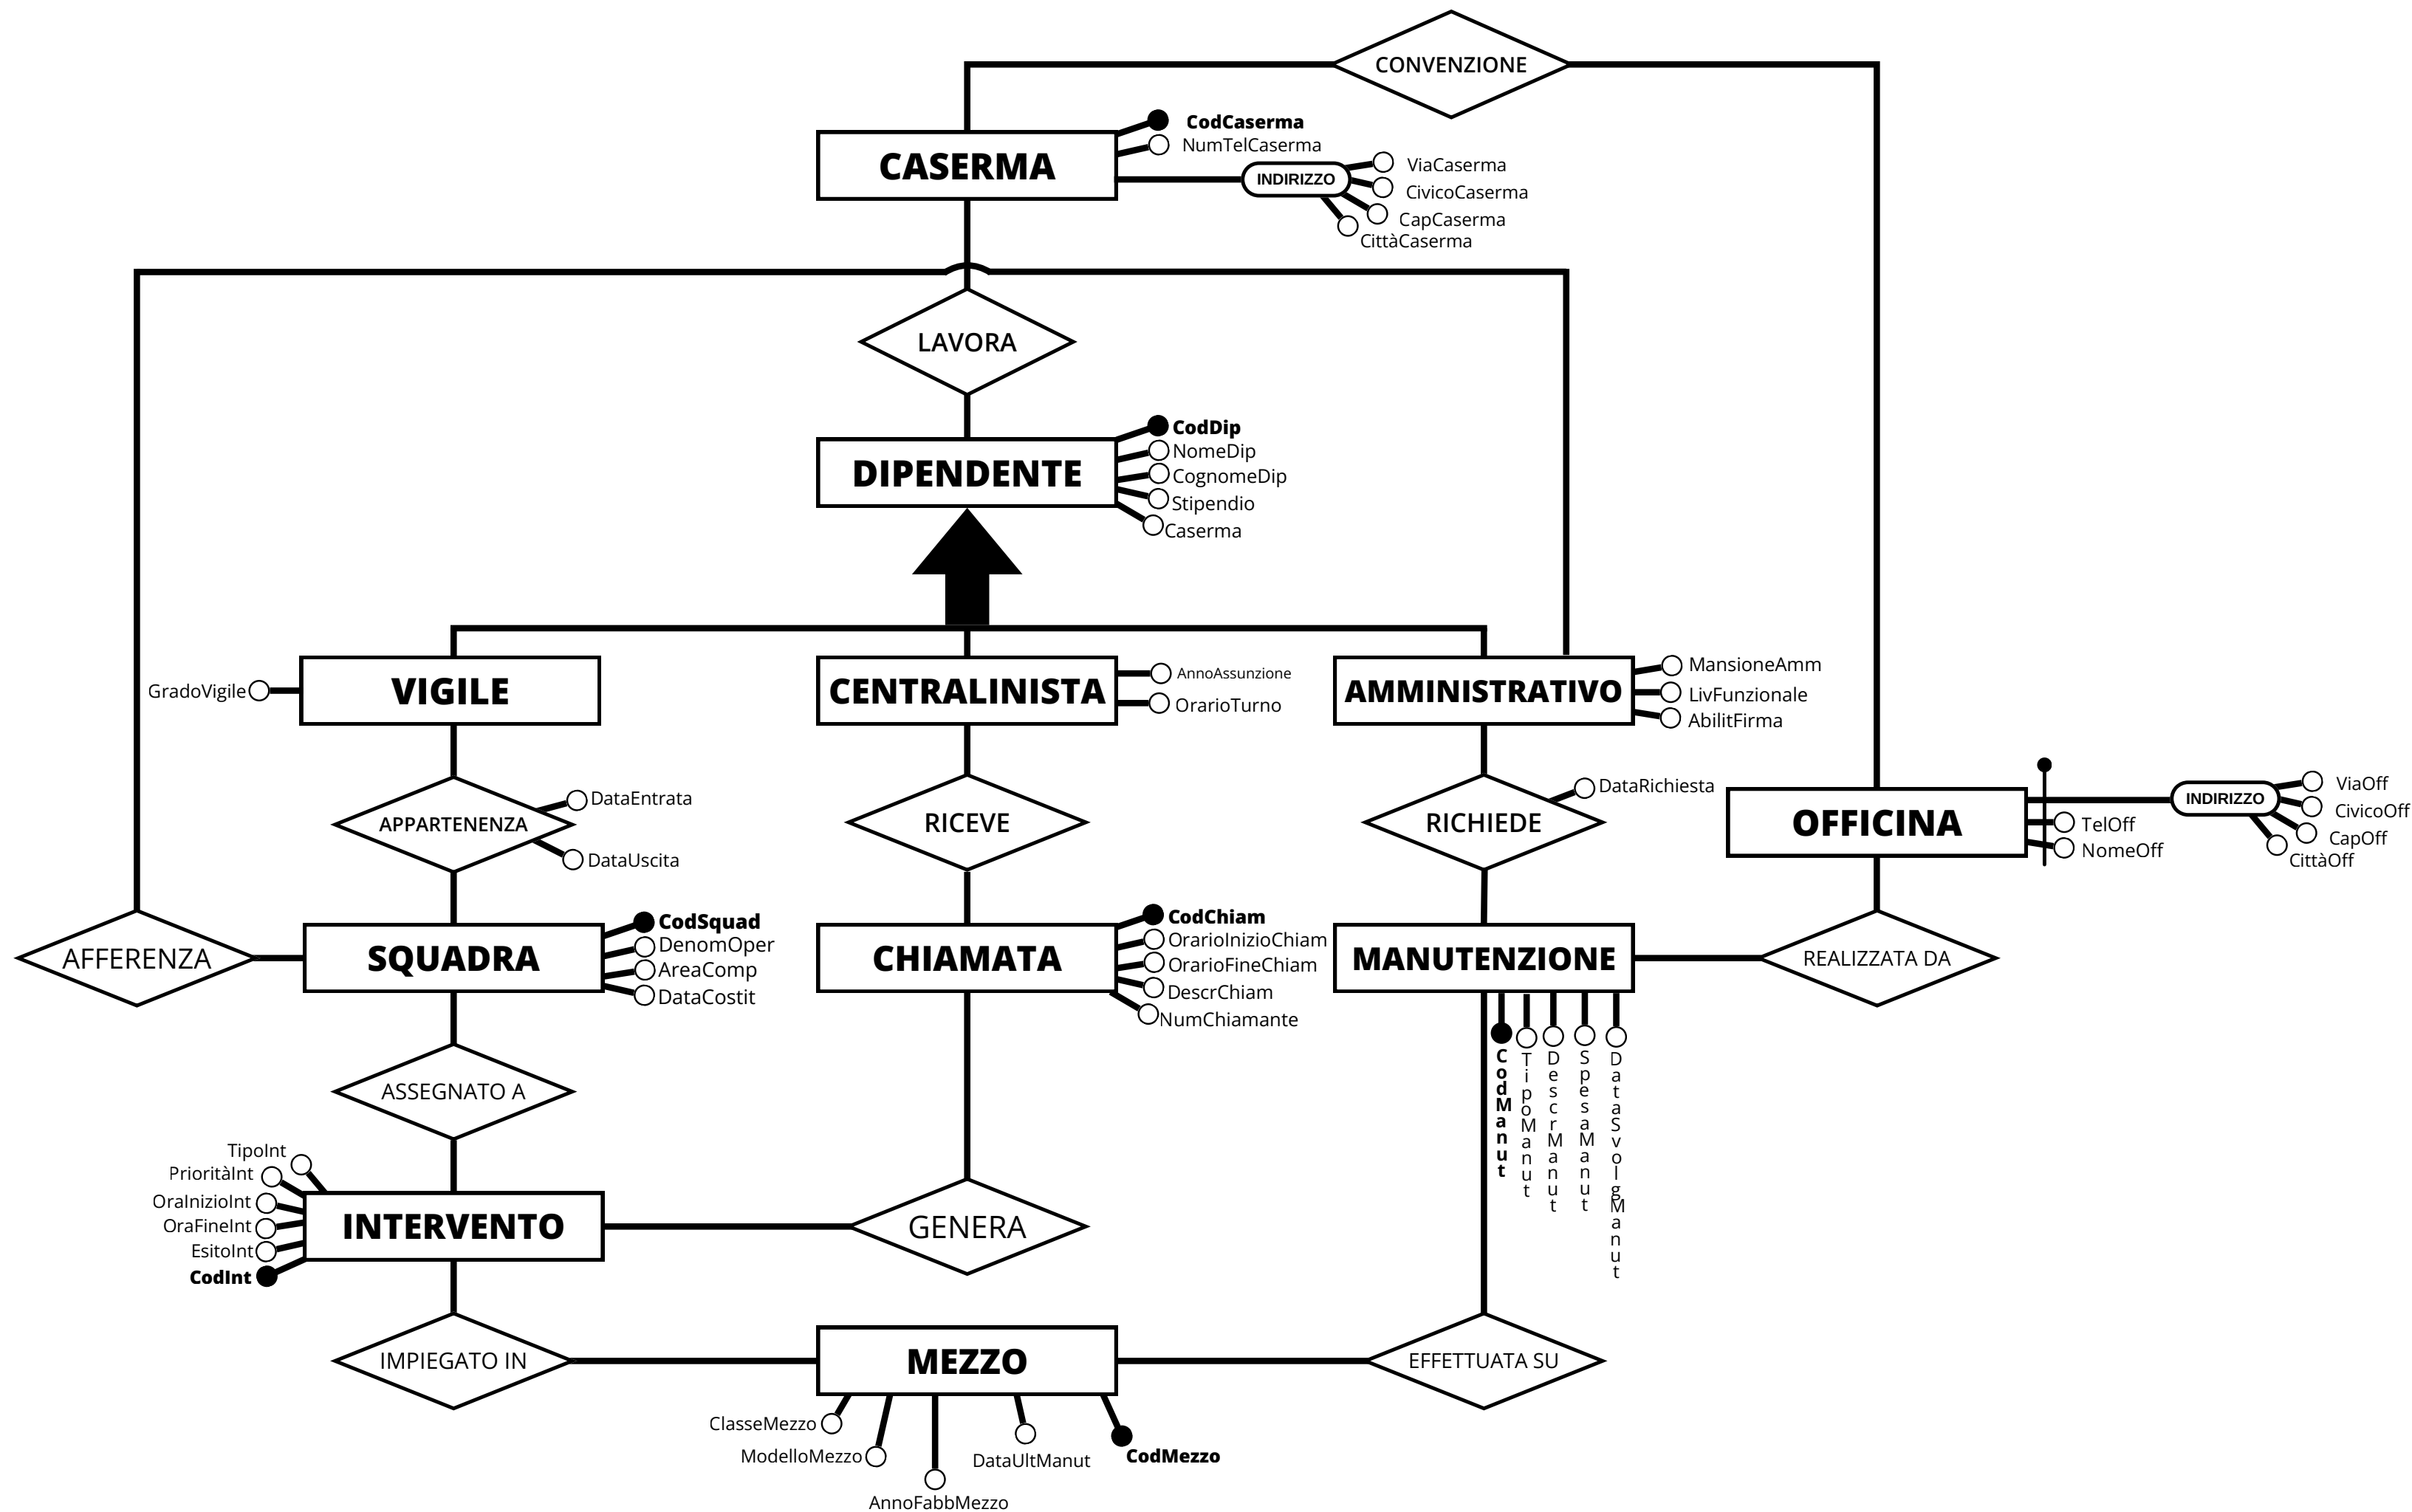 CONVENZIONE
CodCaserma
NumTelCaserma
CASERMA
INDIRIZZO
ViaCaserma
CivicoCaserma
CapCaserma
CittàCaserma
LAVORA
CodDip
NomeDip
CognomeDip
Stipendio
Caserma
DIPENDENTE
GradoVigile
VIGILE
CENTRALINISTA
AnnoAssunzione
OrarioTurno
AMMINISTRATIVO
MansioneAmm
LivFunzionale
AbilitFirma
APPARTENENZA
DataEntrata
DataUscita
RICEVE
RICHIEDE
DataRichiesta
OFFICINA
TelOff
NomeOff
INDIRIZZO
ViaOff
CivicoOff
CapOff
CittàOff
AFFERENZA
SQUADRA
CodSquad
DenomOper
AreaComp
DataCostit
CHIAMATA
CodChiam
OrarioInizioChiam
OrarioFineChiam
DescrChiam
NumChiamante
MANUTENZIONE
REALIZZATA DA
CodManut
TipoManut
DescrManut
SpesaManut
DataSvolgManut
ASSEGNATO A
TipoInt
PrioritàInt
OraInizioInt
OraFineInt
EsitoInt
CodInt
INTERVENTO
GENERA
IMPIEGATO IN
MEZZO
EFFETTUATA SU
ClasseMezzo
ModelloMezzo
AnnoFabbMezzo
DataUltManut
CodMezzo